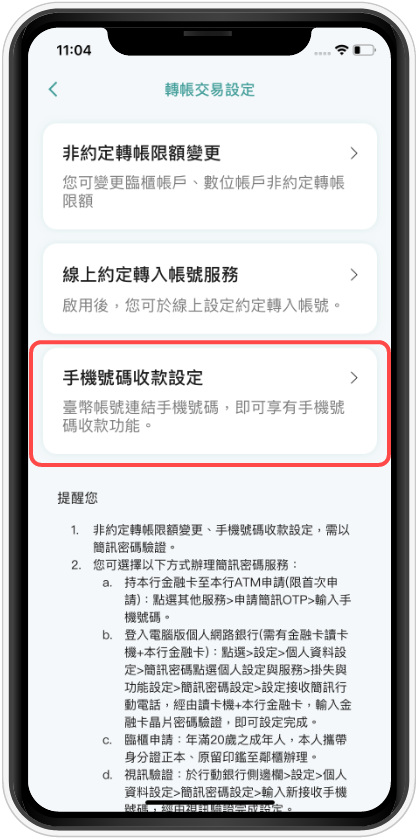 11:04
轉帳交易設定
非約定轉帳限額變更
您可變更臨櫃帳戶、數位帳戶非約定轉帳
限額
線上約定轉入帳號服務
啟用後，您可於線上設定約定轉入帳號。
手機號碼收款設定
臺幣帳號連結手機號碼，即可享有手機號
碼收款功能。
提醒您
1. 非約定轉帳限額變更、手機號碼收款設定，需以
簡訊密碼驗證。
2. 您可選擇以下方式辦理簡訊密碼服務：
a. 持本行金融卡至本行ATM申請(限首次申
請)：點選其他服務>申請簡訊OTP>輸入手
機號碼。
b. 登入電腦版個人網路銀行(需有金融卡讀卡
機+本行金融卡)：點選>設定>個人資料設
定>簡訊密碼點選個人設定與服務>掛失與
功能設定>簡訊密碼設定>設定接收簡訊行
動電話，經由讀卡機+本行金融卡，輸入金
融卡晶片密碼驗證，即可設定完成。
c. 臨櫃申請：年滿20歲之成年人，本人攜帶
身分證正本、原留印鑑至鄰櫃辦理。
d. 視訊驗證：於行動銀行側邊欄>設定>個人
資料設定>簡訊密碼設定>輸入新接收手機
號碼，經由視訊驗證完成設定。